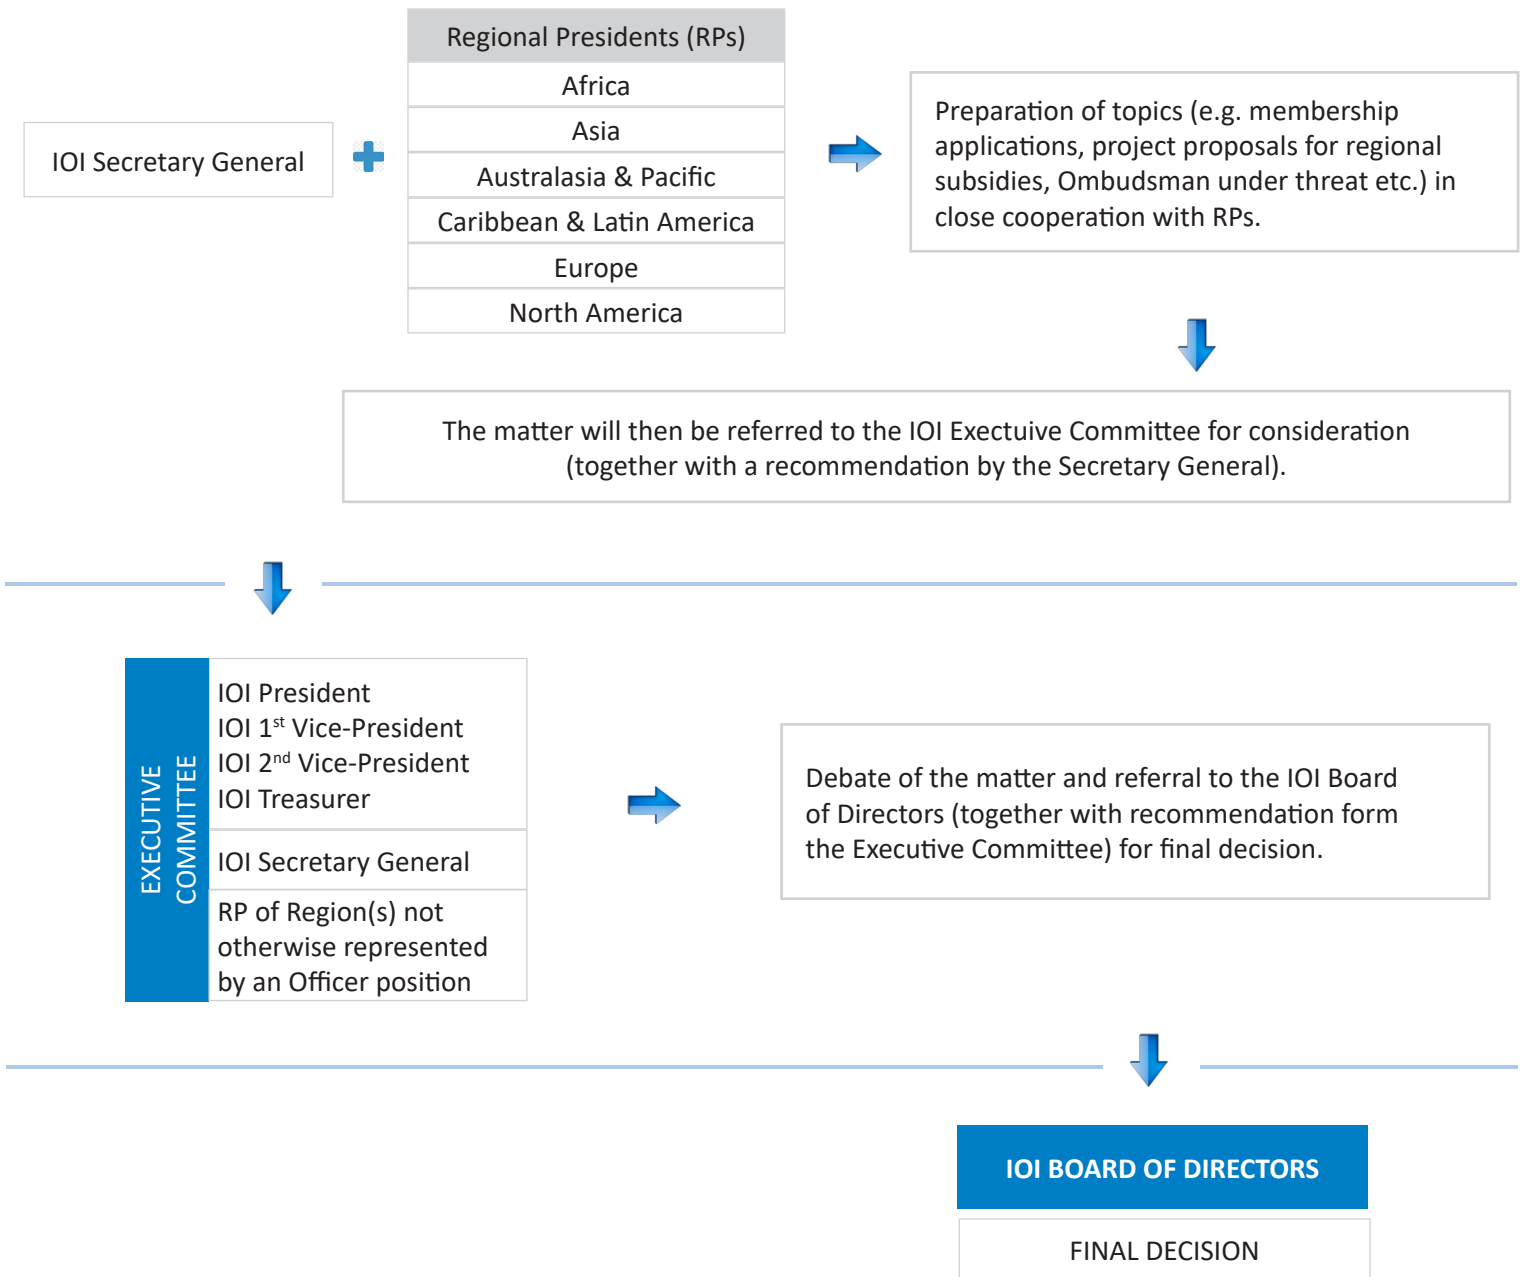 Regional Presidents (RPs)
Africa
Asia
Australasia & Pacific
Caribbean & Latin America
Europe
North America
IOI Secretary General
Preparation of topics (e.g. membership
applications, project proposals for regional
subsidies, Ombudsman under threat etc.) in
close cooperation with RPs.
The matter will then be referred to the IOI Exectuive Committee for consideration
(together with a recommendation by the Secretary General).
EXECUTIVE
COMMITTEE
IOI President
IOI 1st Vice-President
IOI 2nd Vice-President
IOI Treasurer
IOI Secretary General
RP of Region(s) not
otherwise represented
by an Officer position
Debate of the matter and referral to the IOI Board
of Directors (together with recommendation form
the Executive Committee) for final decision.
IOI BOARD OF DIRECTORS
FINAL DECISION